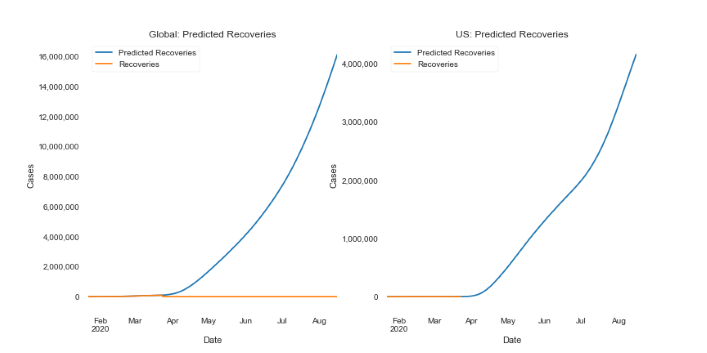 Global: Predicted Recoveries
Predicted Recoveries
Recoveries
16,000,000
14,000,000
12,000,000
10,000,000
8,000,000
6,000,000
4,000,000
2,000,000
0
Cases
Feb
2020
Mar
Apr
May
Jun
Jul
Aug
Date
US: Predicted Recoveries
Predicted Recoveries
Recoveries
4,000,000
3,000,000
2,000,000
1,000,000
0
Cases
Feb
2020
Mar
Apr
May
Jun
Jul
Aug
Date